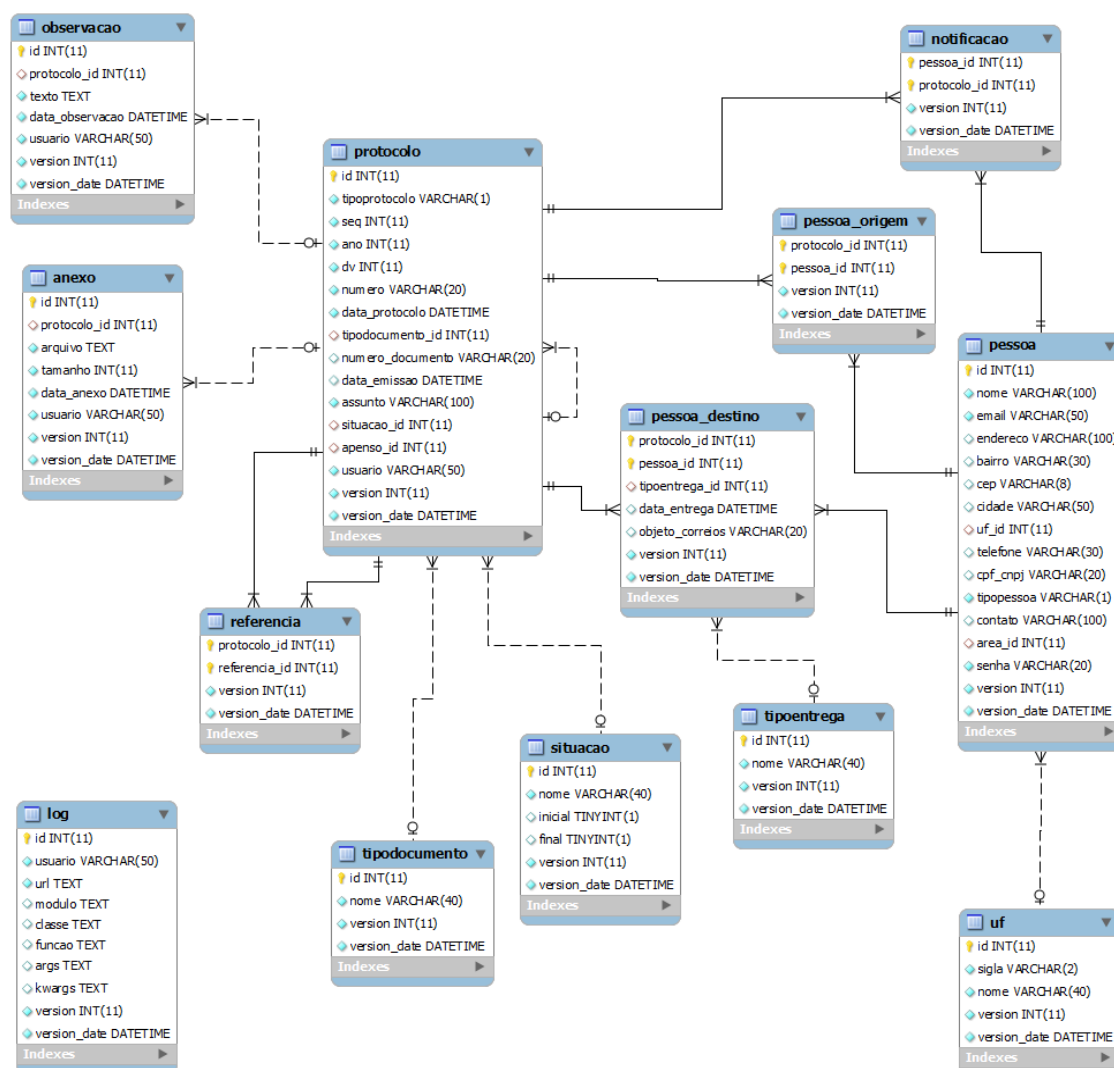 observacao
id INT(11)
protocolo_id INT(11)
texto TEXT
data_observacao DATETIME
usuario VARCHAR(50)
version INT(11)
version_date DATETIME
Indexes
notificacao
pessoa_id INT(11)
protocolo_id INT(11)
version INT(11)
version_date DATETIME
Indexes
protocolo
id INT(11)
tipoprotocolo VARCHAR(1)
seq INT(11)
ano INT(11)
dv INT(11)
numero VARCHAR(20)
data_protocolo DATETIME
tipodocumento_id INT(11)
numero_documento VARCHAR(20)
data_emissao DATETIME
assunto VARCHAR(100)
situacao_id INT(11)
apenso_id INT(11)
usuario VARCHAR(50)
version INT(11)
version_date DATETIME
Indexes
pessoa_origem
protocolo_id INT(11)
pessoa_id INT(11)
version INT(11)
version_date DATETIME
Indexes
anexo
id INT(11)
protocolo_id INT(11)
arquivo TEXT
tamanho INT(11)
data_anexo DATETIME
usuario VARCHAR(50)
version INT(11)
version_date DATETIME
Indexes
pessoa
id INT(11)
nome VARCHAR(100)
email VARCHAR(50)
endereco VARCHAR(100)
bairro VARCHAR(30)
cep VARCHAR(8)
cidade VARCHAR(50)
uf_id INT(11)
telefone VARCHAR(30)
cpf_cnpj VARCHAR(20)
tipopessoa VARCHAR(1)
contato VARCHAR(100)
area_id INT(11)
senha VARCHAR(20)
version INT(11)
version_date DATETIME
Indexes
pessoa_destino
protocolo_id INT(11)
pessoa_id INT(11)
tipoentrega_id INT(11)
data_entrega DATETIME
objeto_correios VARCHAR(20)
version INT(11)
version_date DATETIME
Indexes
referencia
protocolo_id INT(11)
referencia_id INT(11)
version INT(11)
version_date DATETIME
Indexes
tipoentrega
id INT(11)
nome VARCHAR(40)
version INT(11)
version_date DATETIME
Indexes
situacao
id INT(11)
nome VARCHAR(40)
inicial TINYINT(1)
final TINYINT(1)
version INT(11)
version_date DATETIME
Indexes
log
id INT(11)
usuario VARCHAR(50)
url TEXT
modulo TEXT
classe TEXT
funcao TEXT
args TEXT
kwargs TEXT
version INT(11)
version_date DATETIME
Indexes
tipodocumento
id INT(11)
nome VARCHAR(40)
version INT(11)
version_date DATETIME
Indexes
uf
id INT(11)
sigla VARCHAR(2)
nome VARCHAR(40)
version INT(11)
version_date DATETIME
Indexes